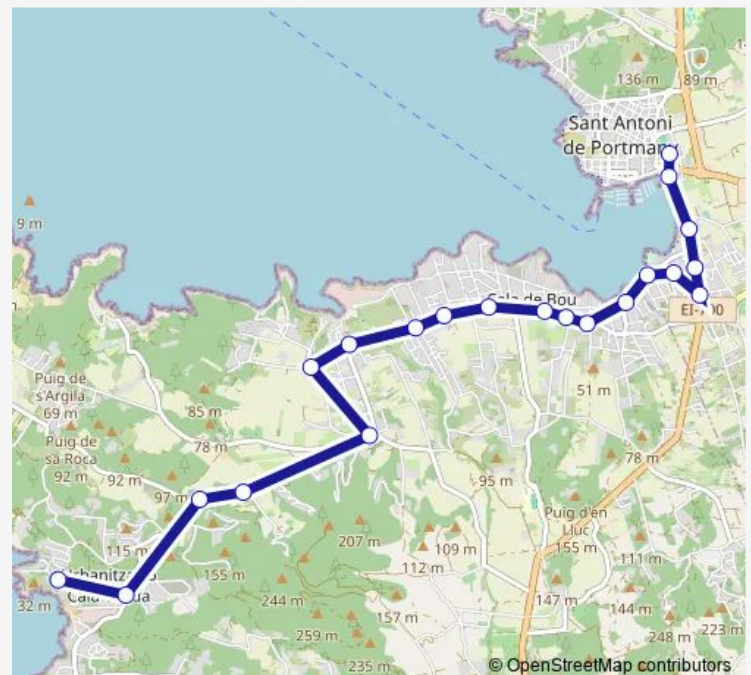 136 m
89 m
Sant Antoni
de Portmany
9 m
Cala de Bou
EI-700
Puig de
s'Argila
69 m
85 m
51 m
Puig de
sa Roca
92 m
78 m
78 m
92 m
97 m
95 m
Puig d'en
Lluc
155 m
207 m
109 m
112 m
111 m
115 m
155 m
32 m
244 m
147 m
144 m
157 m
259 m
248 m
223 m
235 m
© OpenStreetMap contributors